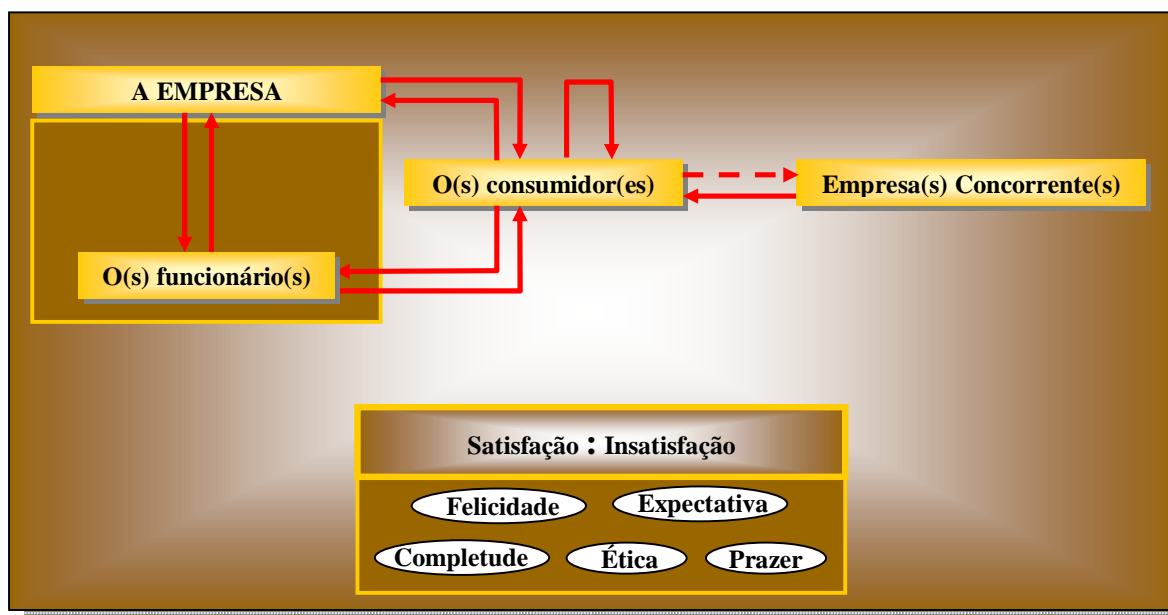 A EMPRESA
O(s) consumidor(es)
Empresa(s) Concorrente(s)
O(s) funcionário(s)
Satisfação : Insatisfação
Felicidade
Expectativa
Completude
Ética
Prazer